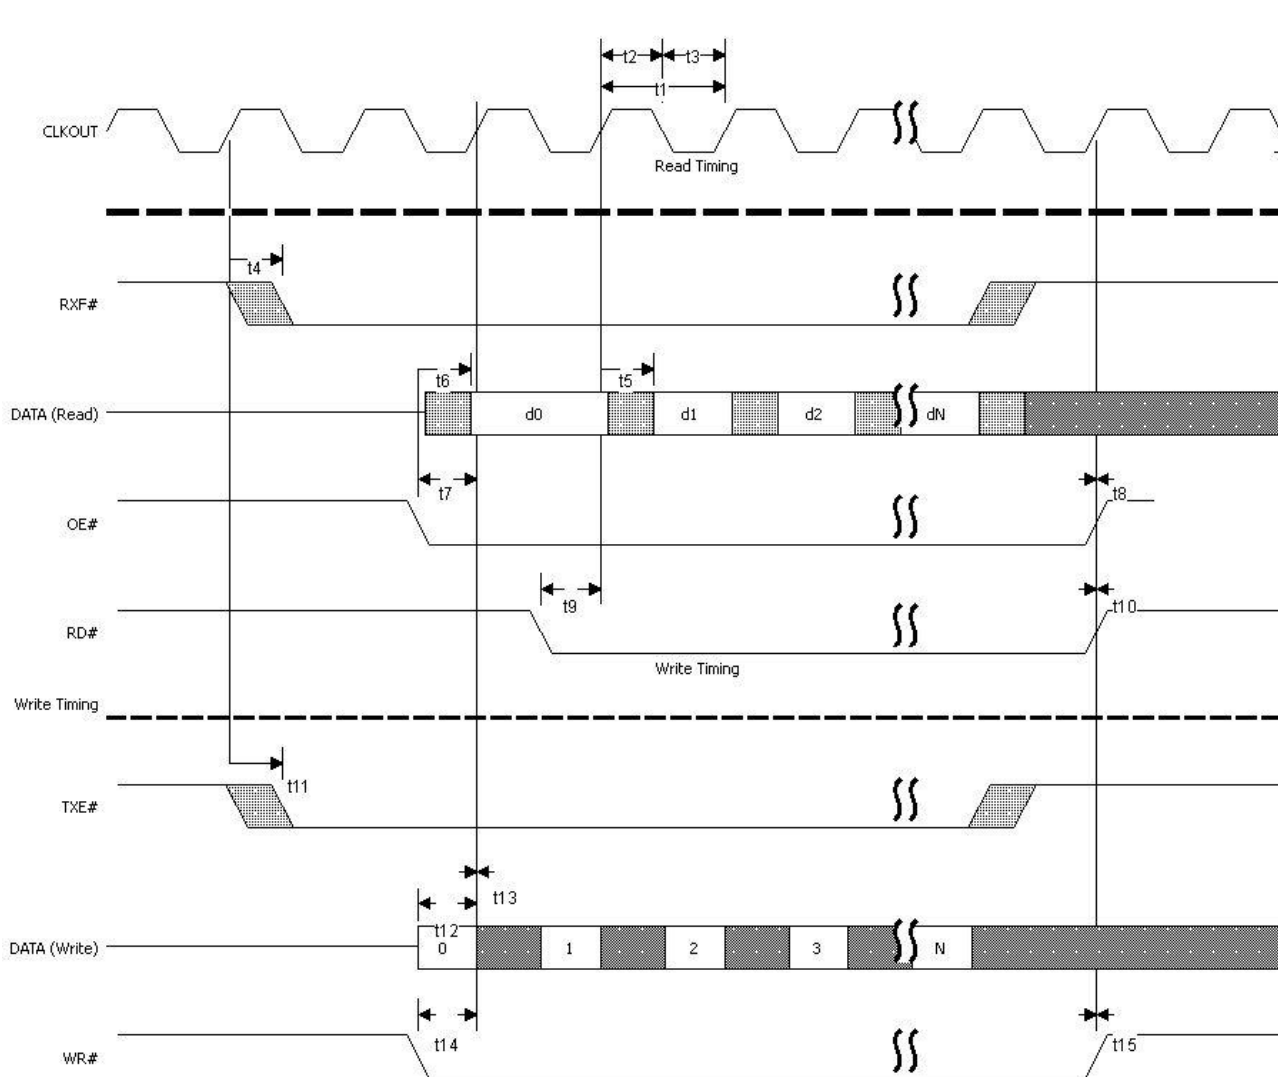 t2 t3
t1
CLKOUT
Read Timing
t4
RXF#
t6 t5
DATA (Read) d0 d1 d2 dN
t7 t8
OE#
t9 t10
RD#
Write Timing
Write Timing
t11
TXE#
t13
t12
DATA (Write) 0 1 2 3 N
t14 t15
WR#